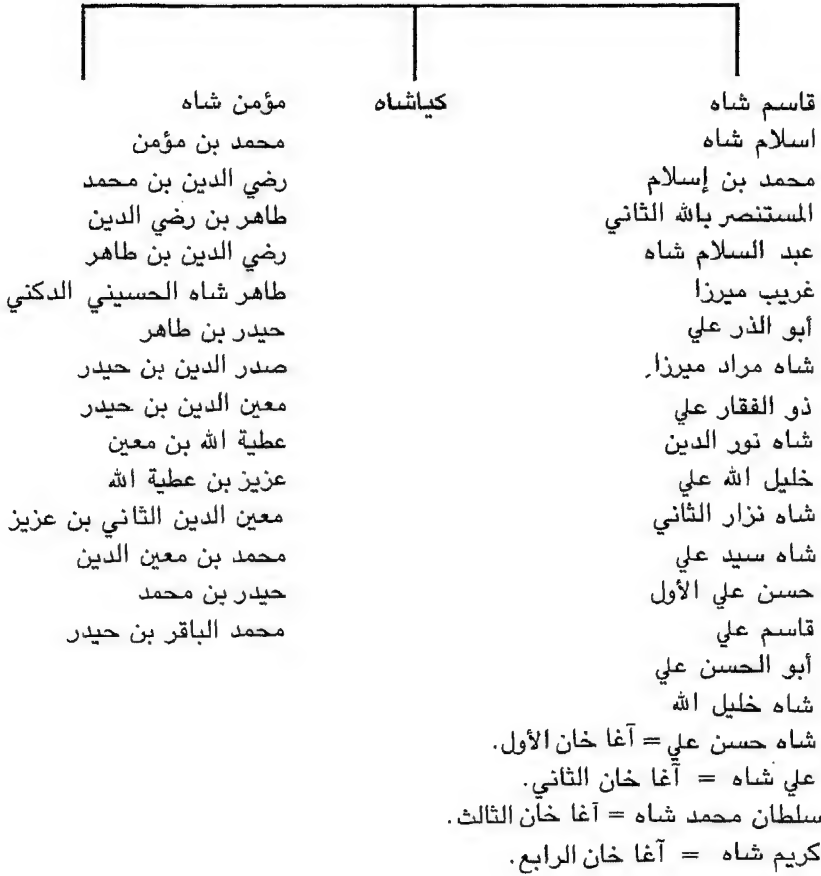 قاسم شاه
اسلام شاه
محمد بن إسلام
المستنصر بالله الثاني
عبد السلام شاه
غريب ميرزا
أبو الذر علي
شاه مراد ميرزا
ذو الفقار علي
شاه نور الدين
خليل الله علي
شاه نزار الثاني
شاه سيد علي
حسن علي الأول
قاسم علي
أبو الحسن علي
شاه خليل الله
شاه حسن علي = آغا خان الأول.
علي شاه = آغا خان الثاني.
سلطان محمد شاه = آغا خان الثالث.
كريم شاه = آغا خان الرابع.
كياشاه
مؤمن شاه
محمد بن مؤمن
رضي الدين بن محمد
طاهر بن رضي الدين
رضي الدين بن طاهر
طاهر شاه الحسيني الدكني
حيدر بن طاهر
صدر الدين بن حيدر
معين الدين بن حيدر
عطية الله بن معين
عزيز بن عطية الله
معين الدين الثاني بن عزيز
محمد بن معين الدين
حيدر بن محمد
محمد الباقر بن حيدر